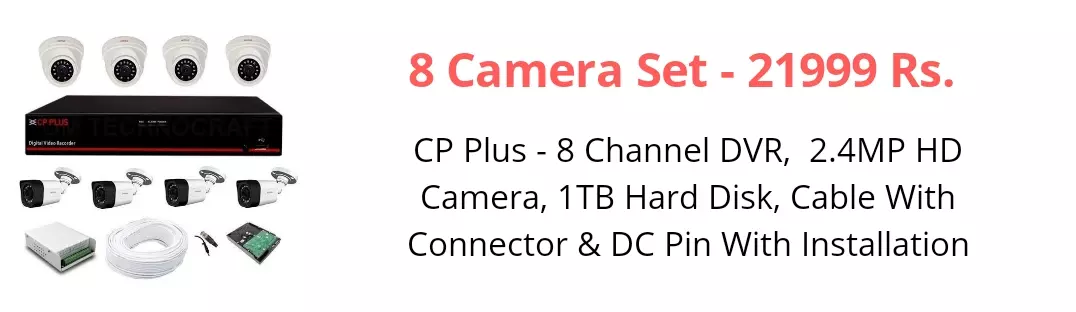 8 Camera Set - 21999 Rs.
CP PLUS
TECHNOCRAF
Digital Video Recorder
CP Plus - 8 Channel DVR, 2.4MP HD
Camera, 1TB Hard Disk, Cable With
Connector & DC Pin With Installation